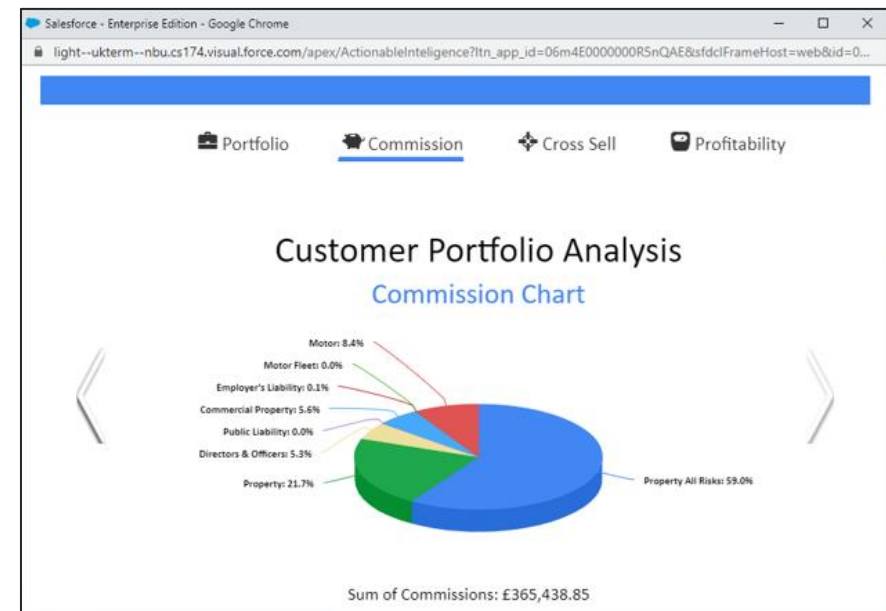 Salesforce - Enterprise Edition - Google Chrome
light--ukterm--nbu.cs174.visual.force.com/apex/ActionableInteligence?ltn_app_id=06m4E0000000R5nQAE&sfdcIFrameHost=web&id=0...
Portfolio Commission Cross Sell Profitability
Customer Portfolio Analysis
Commission Chart
Motor: 8.4%
Motor Fleet: 0.0%
Employer's Liability: 0.1%
Commercial Property: 5.6%
Public Liability: 0.0%
Directors & Officers: 5.3%
Property: 21.7%
Property All Risks: 59.0%
Sum of Commissions: £365,438.85